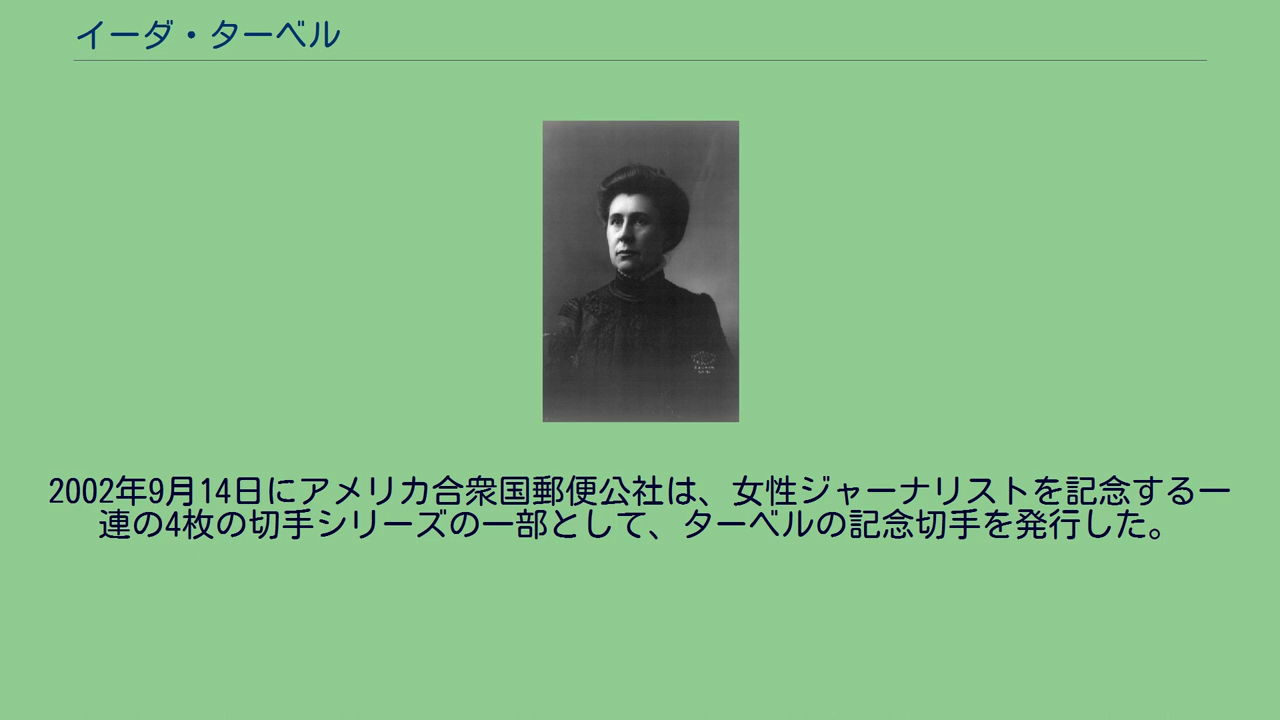 イーダ・ターベル
2002年9月14日にアメリカ合衆国郵便公社は、女性ジャーナリストを記念する一
連の4枚の切手シリーズの一部として、ターベルの記念切手を発行した。